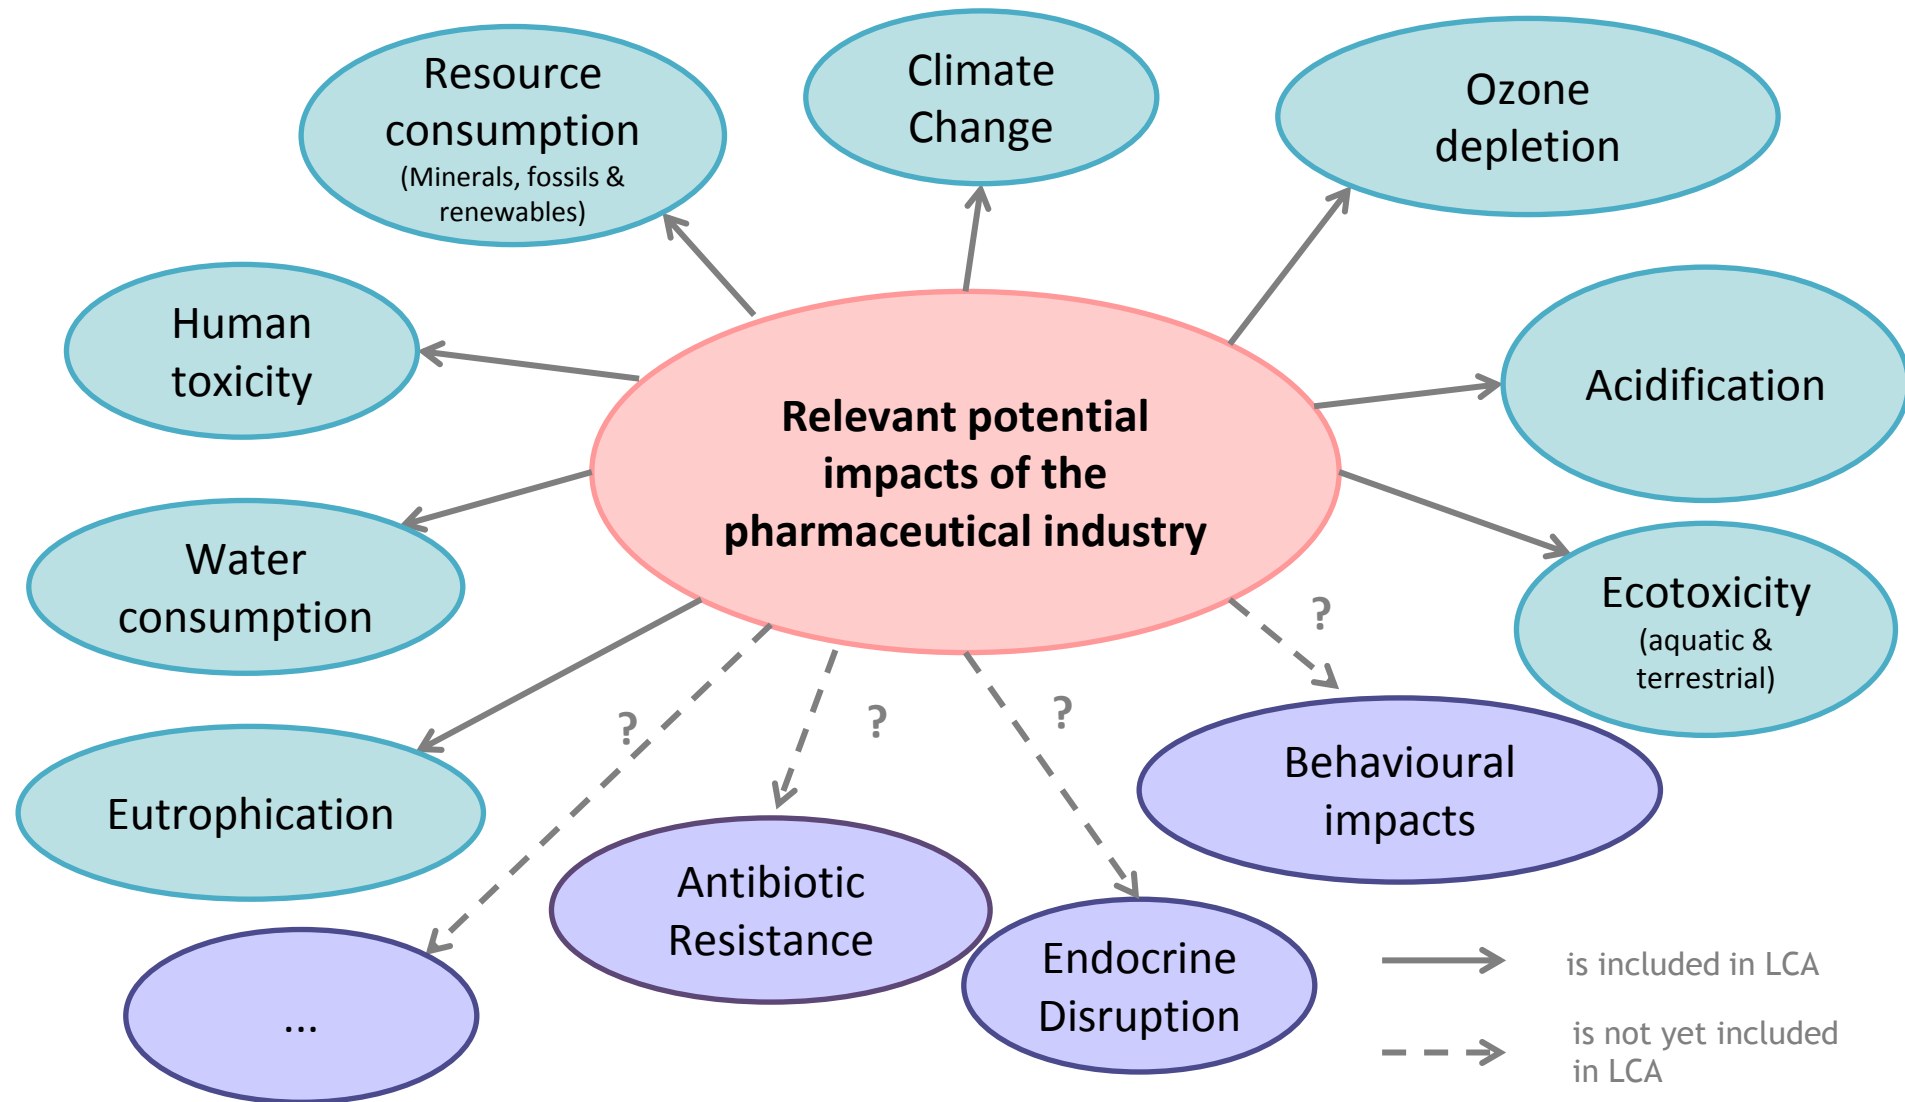 Resource
consumption
(Minerals, fossils &
renewables)
Climate
Change
Ozone
depletion
Human
toxicity
Acidification
Relevant potential
impacts of the
pharmaceutical industry
Water
consumption
Ecotoxicity
(aquatic &
terrestrial)
?
?
?
?
Eutrophication
Behavioural
impacts
Antibiotic
Resistance
Endocrine
Disruption
...
is included in LCA
is not yet included
in LCA